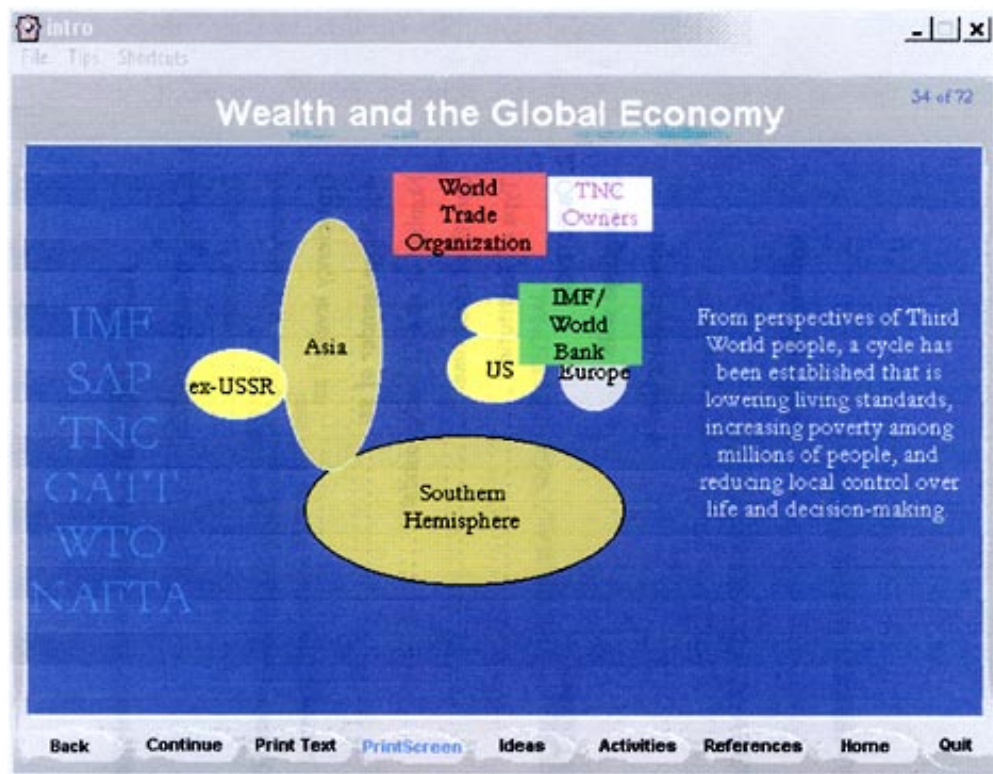 intro
File Tips Shortcuts
34 of 72
Wealth and the Global Economy
World
Trade
Organization
TNC
Owners
IMF/
World
Bank
Asia
ex-USSR
US
Europe
Southern
Hemisphere
IMF
SAP
TNC
GATT
WTO
NAFTA
From perspectives of Third
World people, a cycle has
been established that is
lowering living standards,
increasing poverty among
millions of people, and
reducing local control over
life and decision-making
Back Continue Print Text PrintScreen Ideas Activities References Home Quit